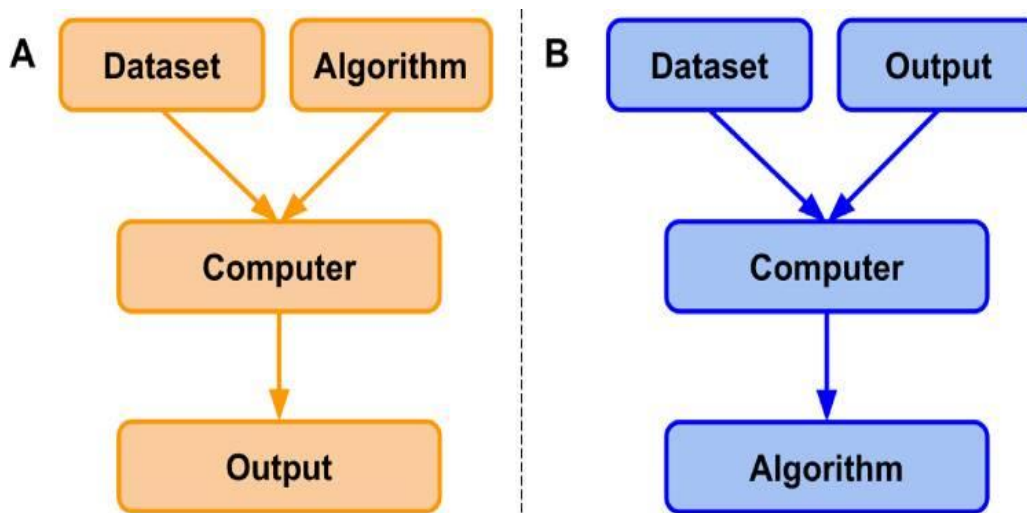 A
Dataset
Algorithm
Computer
Output
B
Dataset
Output
Computer
Algorithm